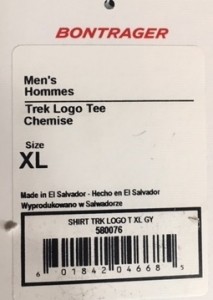 BONTRAGER
Men's
Hommes
Trek Logo Tee
Chemise
Size
XL
Made in El Salvador - Hecho en El Salvador
Wyprodukowano w Salwadorze
SHIRT TRK LOGO T XL GY
580076
6 01842 04668 5